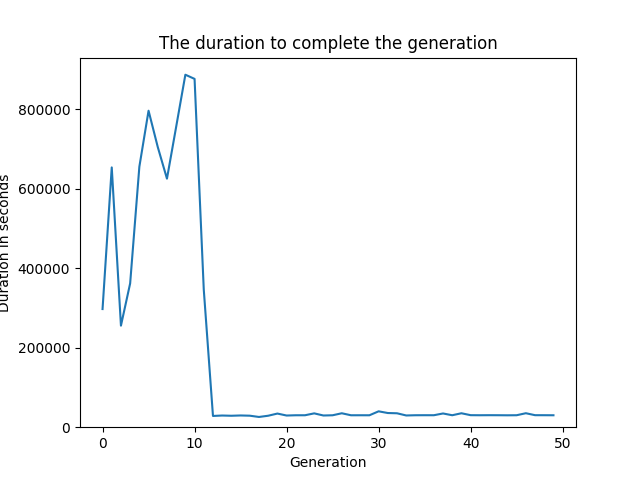 The duration to complete the generation
Duration in seconds
800000
600000
400000
200000
0
0 10 20 30 40 50
Generation